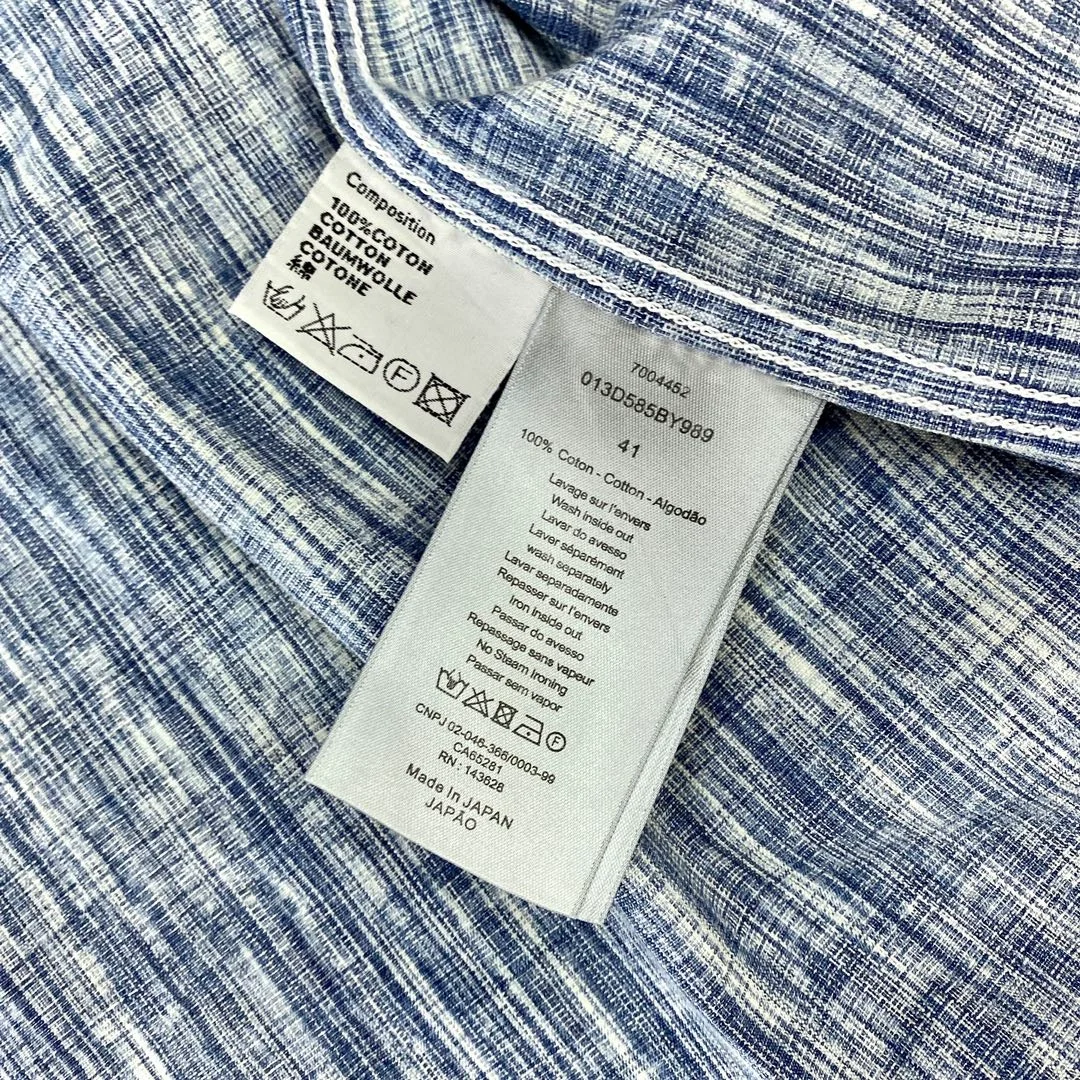 Composition
100%COTON
COTTON
BAUMWOLLE
COTONE
綿
F
7004452
013D585BY989
41
100% Coton - Cotton - Algodão
Lavage sur l'envers
Wash inside out
Lavar do avesso
Laver séparément
wash separately
Lavar separadamente
Repasser sur l'envers
Iron inside out
Passar do avesso
Repassage sans vapeur
No Steam Ironing
Passar sem vapor
F
CNPJ 02-046-366/0003-99
CA65281
RN : 143628
Made In JAPAN
JAPÃO